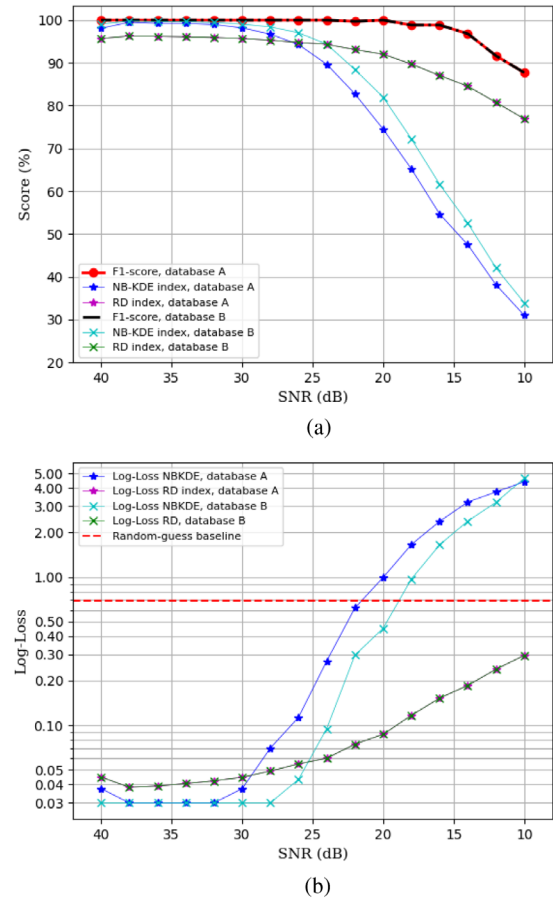 100
90
80
70
60
50
40
30
20
Score (%)
F1-score, database A
NB-KDE index, database A
RD index, database A
F1-score, database B
NB-KDE index, database B
RD index, database B
40 35 30 25 20 15 10
SNR (dB)
(a)
5.00
4.00
3.00
2.00
1.00
0.50
0.30
0.20
0.10
0.05
0.04
0.03
Log-Loss
Log-Loss NBKDE, database A
Log-Loss RD index, database A
Log-Loss NBKDE, database B
Log-Loss RD, database B
Random-guess baseline
40 35 30 25 20 15 10
SNR (dB)
(b)